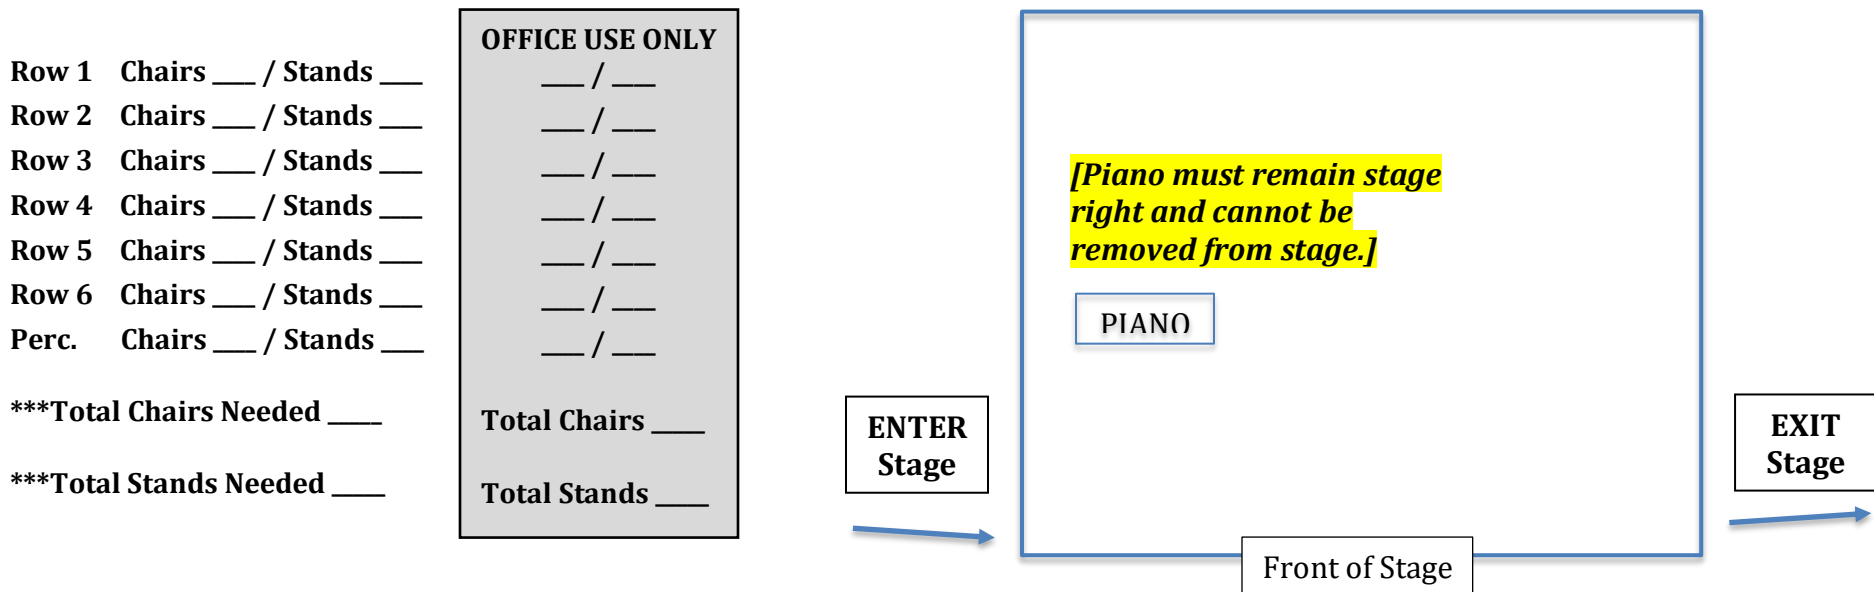 Row 1 Chairs ___ / Stands ___
Row 2 Chairs ___ / Stands ___
Row 3 Chairs ___ / Stands ___
Row 4 Chairs ___ / Stands ___
Row 5 Chairs ___ / Stands ___
Row 6 Chairs ___ / Stands ___
Perc. Chairs ___ / Stands ___
***Total Chairs Needed ____
***Total Stands Needed ____
OFFICE USE ONLY
___ / ___
___ / ___
___ / ___
___ / ___
___ / ___
___ / ___
___ / ___
Total Chairs ____
Total Stands ____
ENTER
Stage
[Piano must remain stage
right and cannot be
removed from stage.]
PIANO
Front of Stage
EXIT
Stage